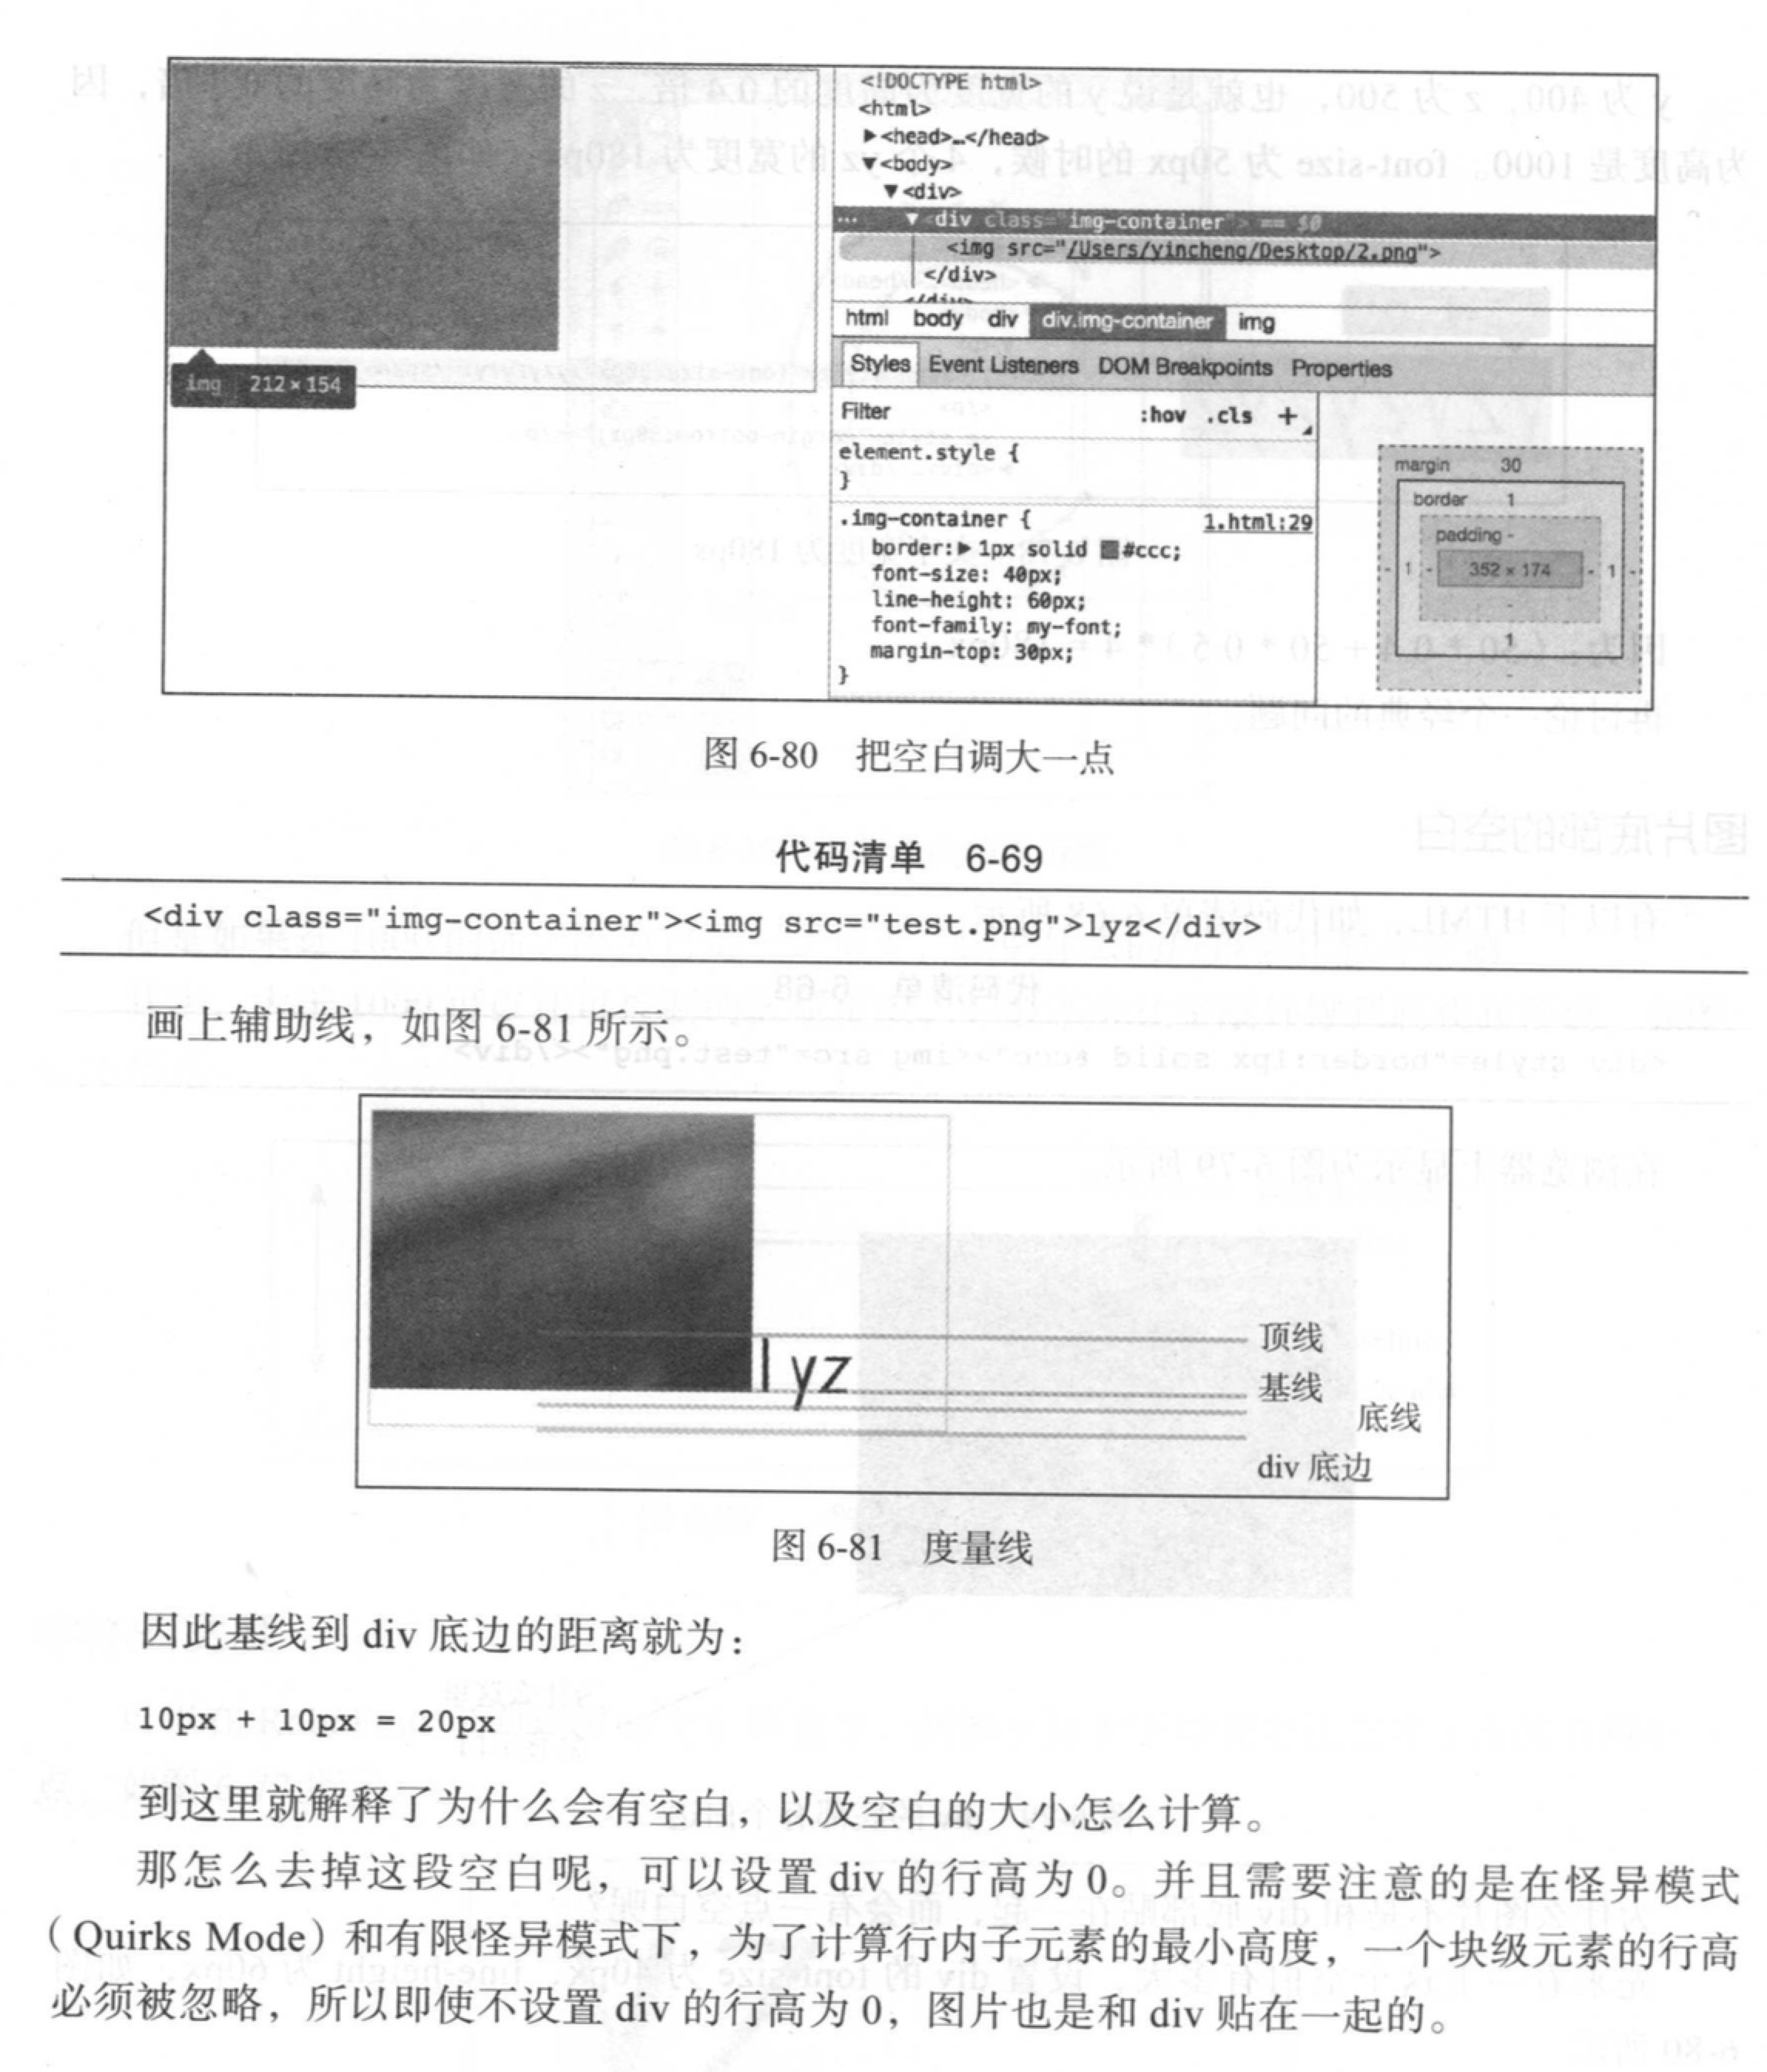 <!DOCTYPE html>
<html>
▶<head>…</head>
▼<body>
▼<div>
… ▼<div class="img-container"> == $0
<img src="/Users/yincheng/Desktop/2.png">
</div>
</div>
html body div div.img-container img
img 212 × 154
Styles Event Listeners DOM Breakpoints Properties
Filter :hov .cls +
element.style {
}
.img-container { 1.html:29
border:▶ 1px solid #ccc;
font-size: 40px;
line-height: 60px;
font-family: my-font;
margin-top: 30px;
}
margin 30
border 1
padding -
- 1 - 352 × 174 - 1 -
-
1
-
图 6-80 把空白调大一点
代码清单 6-69
<div class="img-container"><img src="test.png">lyz</div>
画上辅助线，如图 6-81 所示。
lyz
顶线
基线
底线
div 底边
图 6-81 度量线
因此基线到 div 底边的距离就为：
10px + 10px = 20px
到这里就解释了为什么会有空白，以及空白的大小怎么计算。
那怎么去掉这段空白呢，可以设置 div 的行高为 0。并且需要注意的是在怪异模式
（Quirks Mode）和有限怪异模式下，为了计算行内子元素的最小高度，一个块级元素的行高
必须被忽略，所以即使不设置 div 的行高为 0，图片也是和 div 贴在一起的。